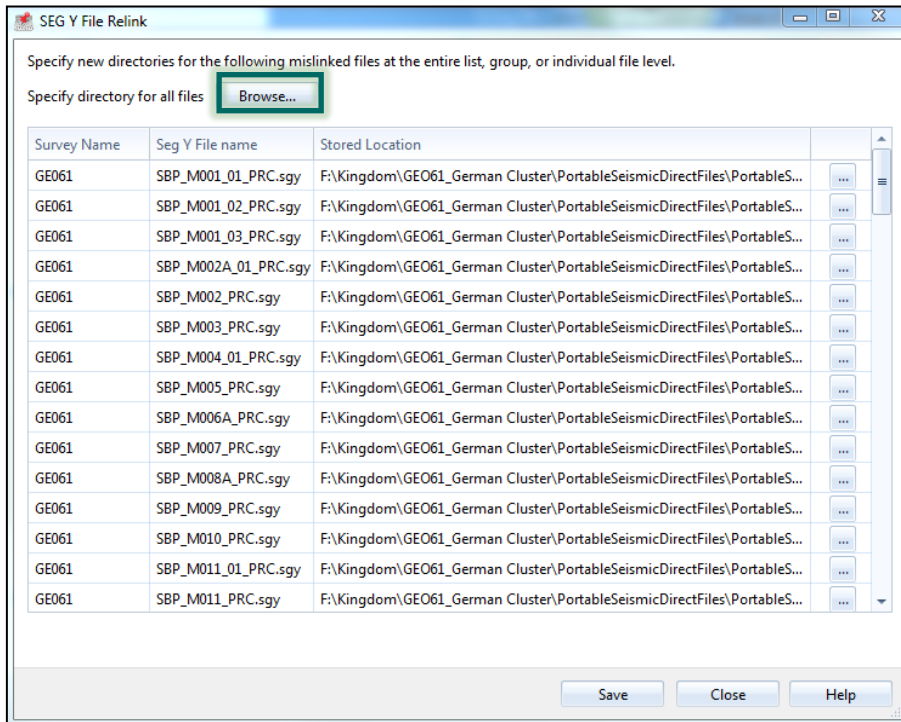 SEG Y File Relink
Specify new directories for the following mislinked files at the entire list, group, or individual file level.
Specify directory for all files Browse...
Survey Name Seg Y File name Stored Location
GE061 SBP_M001_01_PRC.sgy F:\Kingdom\GEO61_German Cluster\PortableSeismicDirectFiles\PortableS... ...
GE061 SBP_M001_02_PRC.sgy F:\Kingdom\GEO61_German Cluster\PortableSeismicDirectFiles\PortableS... ...
GE061 SBP_M001_03_PRC.sgy F:\Kingdom\GEO61_German Cluster\PortableSeismicDirectFiles\PortableS... ...
GE061 SBP_M002A_01_PRC.sgy F:\Kingdom\GEO61_German Cluster\PortableSeismicDirectFiles\PortableS... ...
GE061 SBP_M002_PRC.sgy F:\Kingdom\GEO61_German Cluster\PortableSeismicDirectFiles\PortableS... ...
GE061 SBP_M003_PRC.sgy F:\Kingdom\GEO61_German Cluster\PortableSeismicDirectFiles\PortableS... ...
GE061 SBP_M004_01_PRC.sgy F:\Kingdom\GEO61_German Cluster\PortableSeismicDirectFiles\PortableS... ...
GE061 SBP_M005_PRC.sgy F:\Kingdom\GEO61_German Cluster\PortableSeismicDirectFiles\PortableS... ...
GE061 SBP_M006A_PRC.sgy F:\Kingdom\GEO61_German Cluster\PortableSeismicDirectFiles\PortableS... ...
GE061 SBP_M007_PRC.sgy F:\Kingdom\GEO61_German Cluster\PortableSeismicDirectFiles\PortableS... ...
GE061 SBP_M008A_PRC.sgy F:\Kingdom\GEO61_German Cluster\PortableSeismicDirectFiles\PortableS... ...
GE061 SBP_M009_PRC.sgy F:\Kingdom\GEO61_German Cluster\PortableSeismicDirectFiles\PortableS... ...
GE061 SBP_M010_PRC.sgy F:\Kingdom\GEO61_German Cluster\PortableSeismicDirectFiles\PortableS... ...
GE061 SBP_M011_01_PRC.sgy F:\Kingdom\GEO61_German Cluster\PortableSeismicDirectFiles\PortableS... ...
GE061 SBP_M011_PRC.sgy F:\Kingdom\GEO61_German Cluster\PortableSeismicDirectFiles\PortableS... ...
Save Close Help